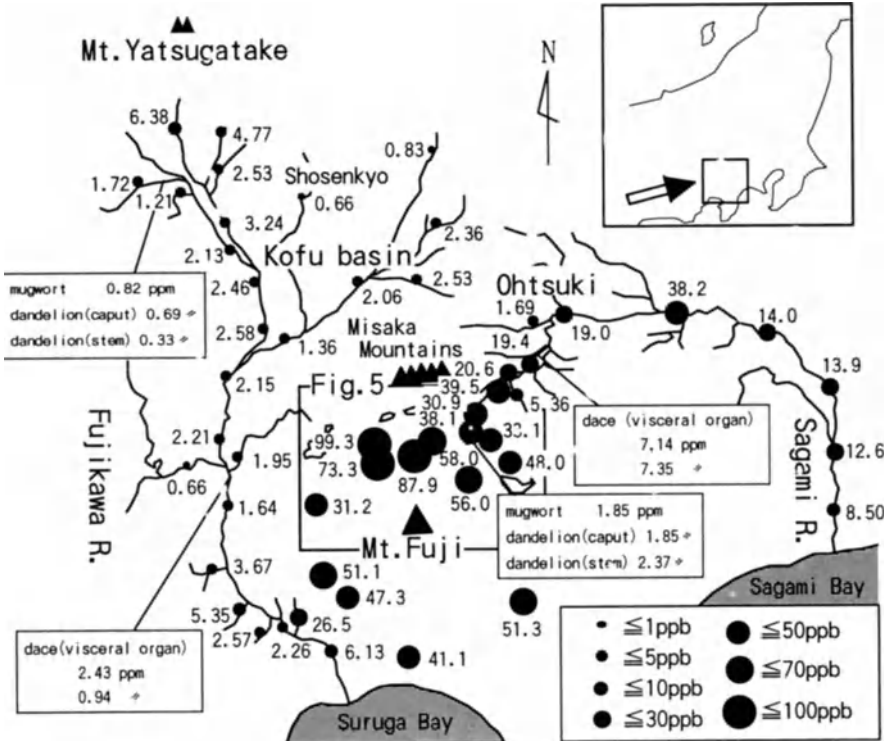 Mt.Yatsugatake
N
6.38
4.77
0.83
2.53
1.72
Shosenkyo
1.21
0.66
3.24
2.36
2.13
Kofu basin
2.46
2.53
2.06
Ohtsuki
38.2
mugwort 0.82 ppm
dandelion(caput) 0.69 〃
dandelion(stem) 0.33 〃
1.69
19.0
14.0
2.58
1.36
Misaka
Mountains
19.4
20.6
13.9
2.15
Fig.5
39.5
5.36
30.9
38.1
33.1
dace (visceral organ)
7.14 ppm
7.35 〃
Fujikawa R.
Sagami R.
2.21
99.3
1.95
73.3
58.0
48.0
12.6
0.66
87.9
56.0
1.64
31.2
8.50
mugwort 1.85 ppm
dandelion(caput) 1.85〃
dandelion(stem) 2.37〃
Mt.Fuji
3.67
51.1
Sagami Bay
47.3
5.35
51.3
26.5
2.57
2.26
6.13
41.1
dace(visceral organ)
2.43 ppm
0.94 〃
Suruga Bay
≦1ppb
≦5ppb
≦10ppb
≦30ppb
≦50ppb
≦70ppb
≦100ppb